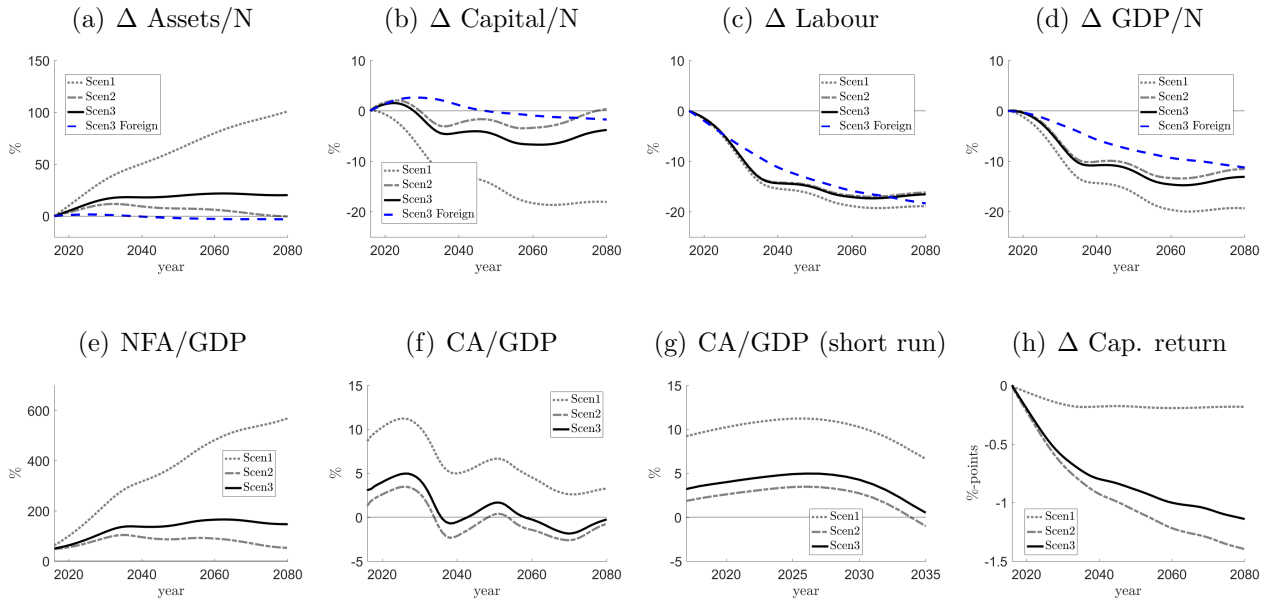 (a) Δ Assets/N
150
100
50
0
%
2020 2040 2060 2080
year
Scen1
Scen2
Scen3
Scen3 Foreign
(b) Δ Capital/N
10
0
-10
-20
%
2020 2040 2060 2080
year
Scen1
Scen2
Scen3
Scen3 Foreign
(c) Δ Labour
10
0
-10
-20
%
2020 2040 2060 2080
year
Scen1
Scen2
Scen3
Scen3 Foreign
(d) Δ GDP/N
10
0
-10
-20
%
2020 2040 2060 2080
year
Scen1
Scen2
Scen3
Scen3 Foreign
(e) NFA/GDP
600
400
200
0
%
2020 2040 2060 2080
year
Scen1
Scen2
Scen3
(f) CA/GDP
15
10
5
0
-5
%
2020 2040 2060 2080
year
Scen1
Scen2
Scen3
(g) CA/GDP (short run)
15
10
5
0
-5
%
2020 2025 2030 2035
year
Scen1
Scen2
Scen3
(h) Δ Cap. return
0
-0.5
-1
-1.5
%-points
2020 2040 2060 2080
year
Scen1
Scen2
Scen3